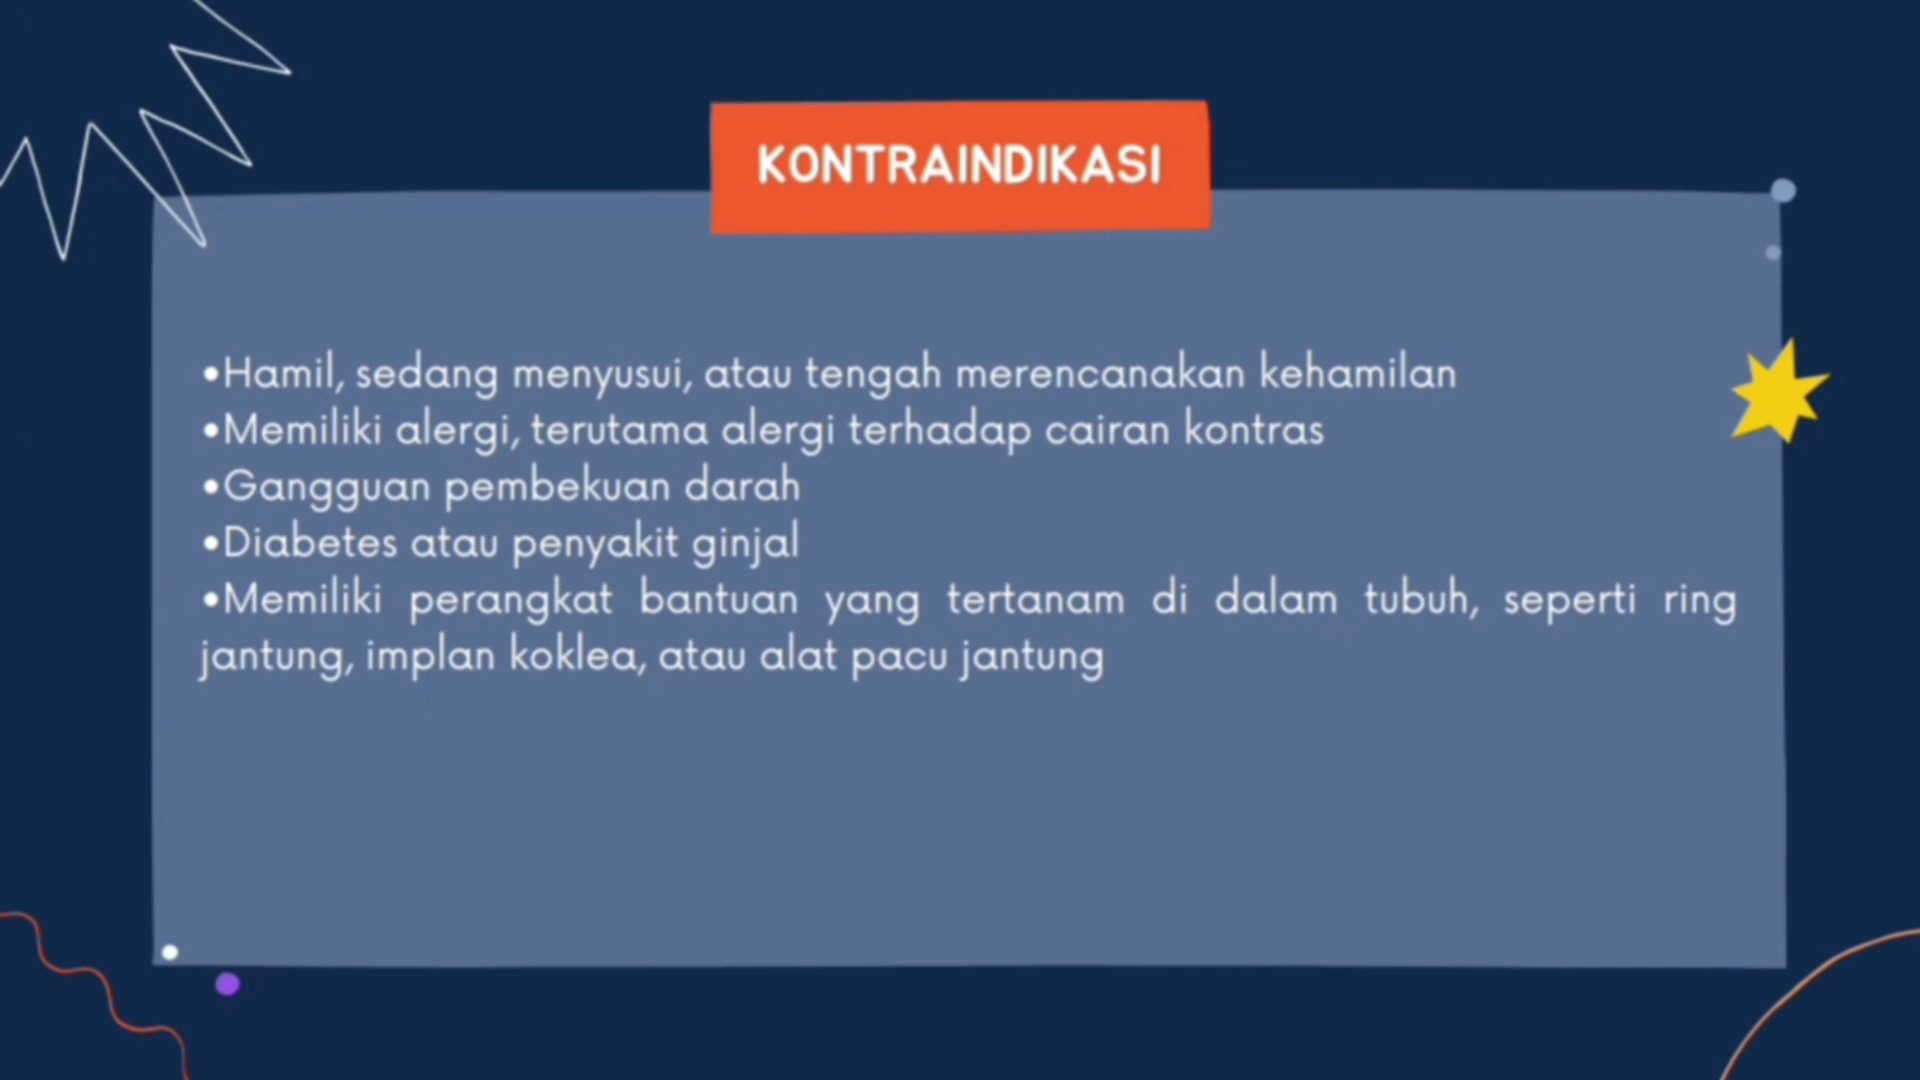 KONTRAINDIKASI
•Hamil, sedang menyusui, atau tengah merencanakan kehamilan
•Memiliki alergi, terutama alergi terhadap cairan kontras
•Gangguan pembekuan darah
•Diabetes atau penyakit ginjal
•Memiliki perangkat bantuan yang tertanam di dalam tubuh, seperti ring
jantung, implan koklea, atau alat pacu jantung